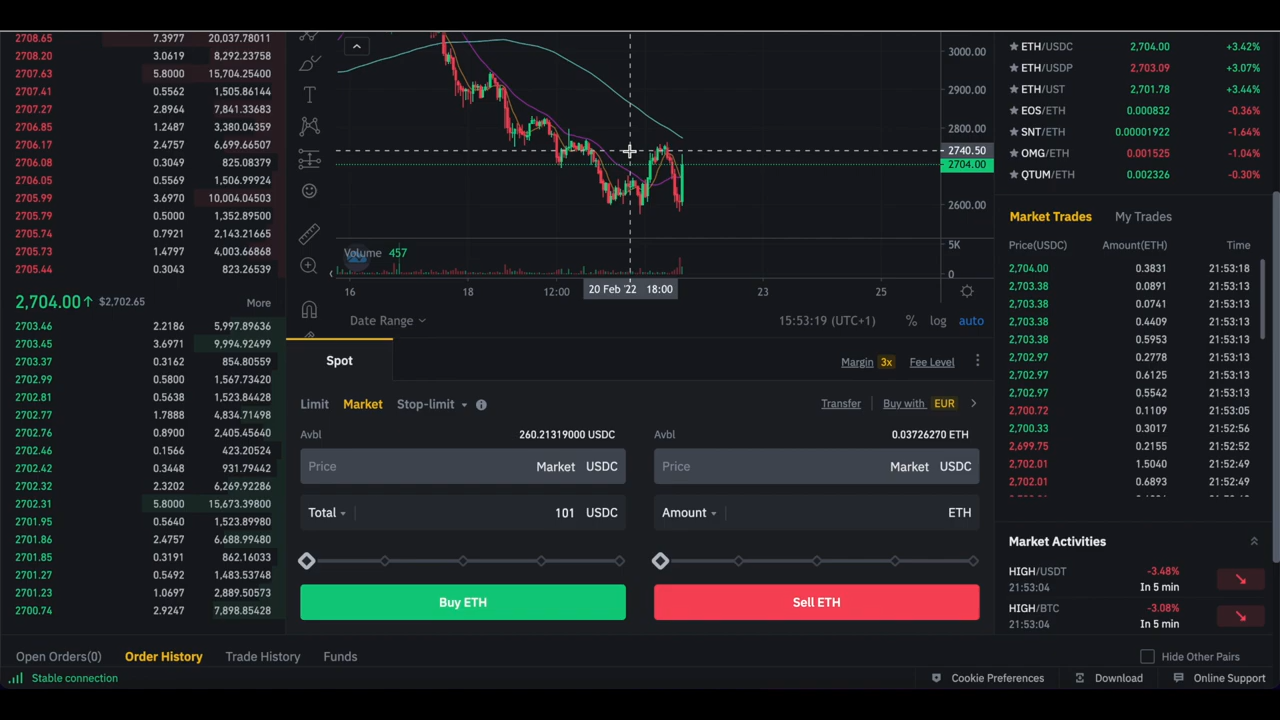 2708.65 7.3977 20,037.78011
2708.20 3.0619 8,292.23758
2707.63 5.8000 15,704.25400
2707.41 0.5562 1,505.86144
2707.27 2.8964 7,841.33683
2706.85 1.2487 3,380.04359
2706.17 2.4757 6,699.66507
2706.08 0.3049 825.08379
2706.05 0.5569 1,506.99924
2705.99 3.6970 10,004.04503
2705.79 0.5000 1,352.89500
2705.74 0.7921 2,143.21665
2705.73 1.4797 4,003.66868
2705.44 0.3043 823.26539
2,704.00↑ $2,702.65 More
2703.46 2.2186 5,997.89636
2703.45 3.6971 9,994.92499
2703.37 0.3162 854.80559
2702.99 0.5800 1,567.73420
2702.81 0.5638 1,523.84428
2702.77 1.7888 4,834.71498
2702.76 0.8900 2,405.45640
2702.46 0.1566 423.20524
2702.42 0.3448 931.79442
2702.32 2.3202 6,269.92286
2702.31 5.8000 15,673.39800
2701.95 0.5640 1,523.89980
2701.86 2.4757 6,688.99480
2701.85 0.3191 862.16033
2701.27 0.5492 1,483.53748
2701.23 1.0697 2,889.50573
2700.74 2.9247 7,898.85428
T
3000.00
2900.00
2800.00
2740.50
2704.00
2600.00
Volume 457
5K
0
16 18 12:00 20 Feb '22 18:00 23 25
Date Range 15:53:19 (UTC+1) % log auto
Spot Margin 3x Fee Level
Limit Market Stop-limit Transfer Buy with EUR
Avbl 260.21319000 USDC
Price Market USDC
Total 101 USDC
Buy ETH
Avbl 0.03726270 ETH
Price Market USDC
Amount ETH
Sell ETH
ETH/USDC 2,704.00 +3.42%
ETH/USDP 2,703.09 +3.07%
ETH/UST 2,701.78 +3.44%
EOS/ETH 0.000832 -0.36%
SNT/ETH 0.00001922 -1.64%
OMG/ETH 0.001525 -1.04%
QTUM/ETH 0.002326 -0.30%
Market Trades My Trades
Price(USDC) Amount(ETH) Time
2,704.00 0.3831 21:53:18
2,703.38 0.0891 21:53:13
2,703.38 0.0741 21:53:13
2,703.38 0.4409 21:53:13
2,703.38 0.5953 21:53:13
2,702.97 0.2778 21:53:13
2,702.97 0.6125 21:53:13
2,702.97 0.5542 21:53:13
2,700.72 0.1109 21:53:05
2,700.33 0.3017 21:52:56
2,699.75 0.2155 21:52:52
2,702.01 1.5040 21:52:49
2,702.01 0.6893 21:52:49
Market Activities
HIGH/USDT -3.48%
21:53:04 In 5 min
HIGH/BTC -3.08%
21:53:04 In 5 min
Open Orders(0) Order History Trade History Funds Hide Other Pairs
Stable connection Cookie Preferences Download Online Support